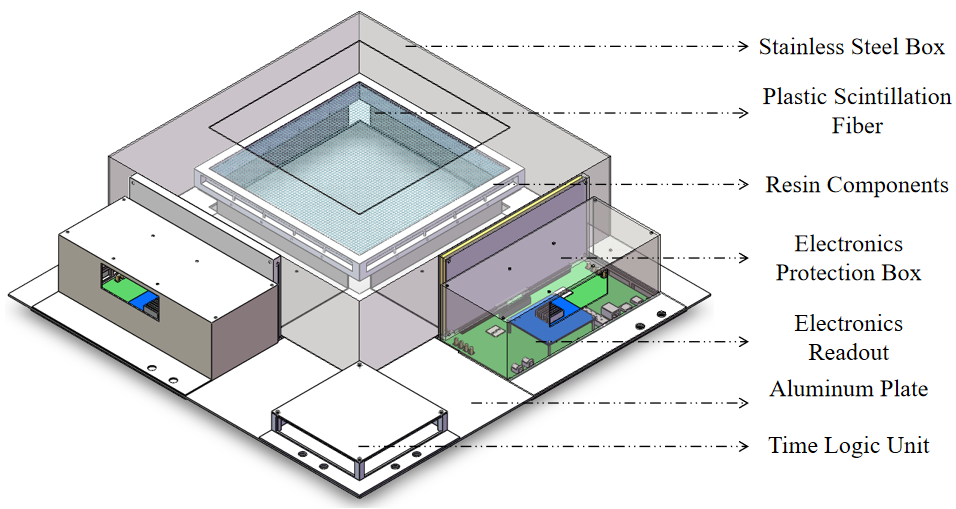 Stainless Steel Box
Plastic Scintillation
Fiber
Resin Components
Electronics
Protection Box
Electronics
Readout
Aluminum Plate
Time Logic Unit